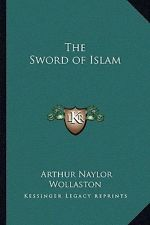 The
Sword of Islam
Arthur Naylor
Wollaston
Kessinger Legacy Reprints